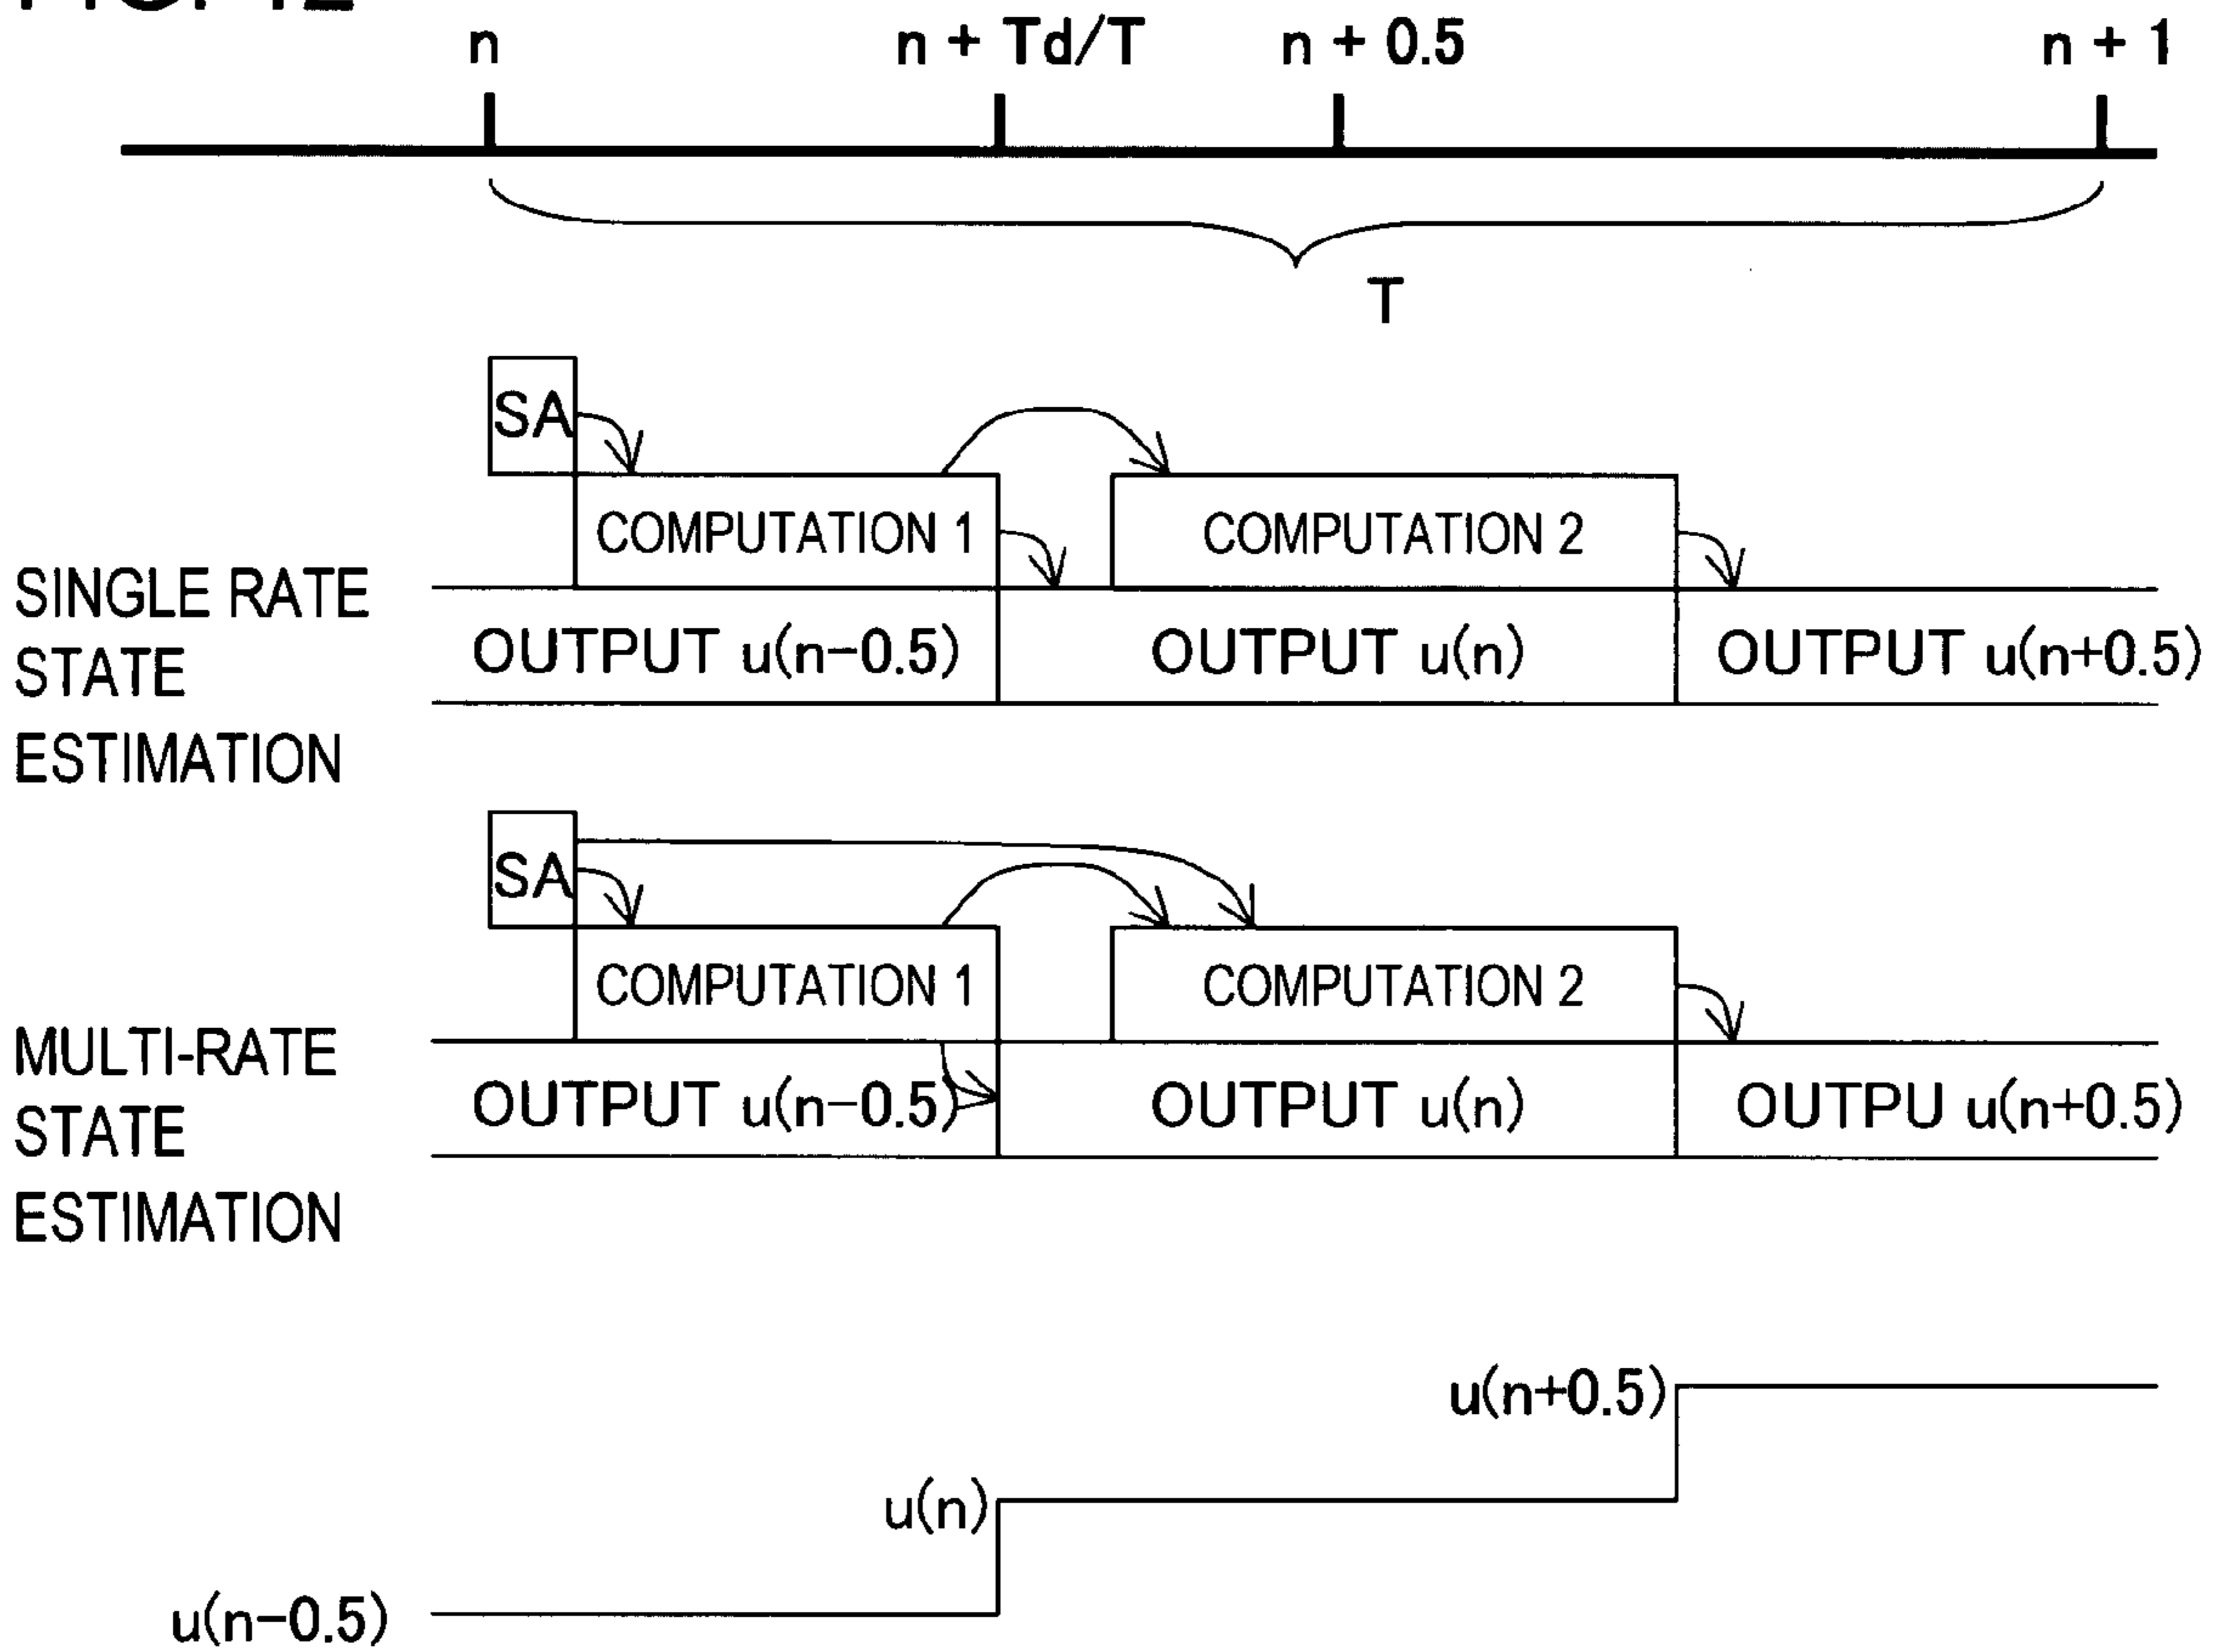 n
n + Td/T
n + 0.5
n + 1
T
SA
COMPUTATION 1
COMPUTATION 2
SINGLE RATE
STATE
ESTIMATION
OUTPUT u(n-0.5)
OUTPUT u(n)
OUTPUT u(n+0.5)
SA
COMPUTATION 1
COMPUTATION 2
MULTI-RATE
STATE
ESTIMATION
OUTPUT u(n-0.5)
OUTPUT u(n)
OUTPU u(n+0.5)
u(n+0.5)
u(n)
u(n-0.5)